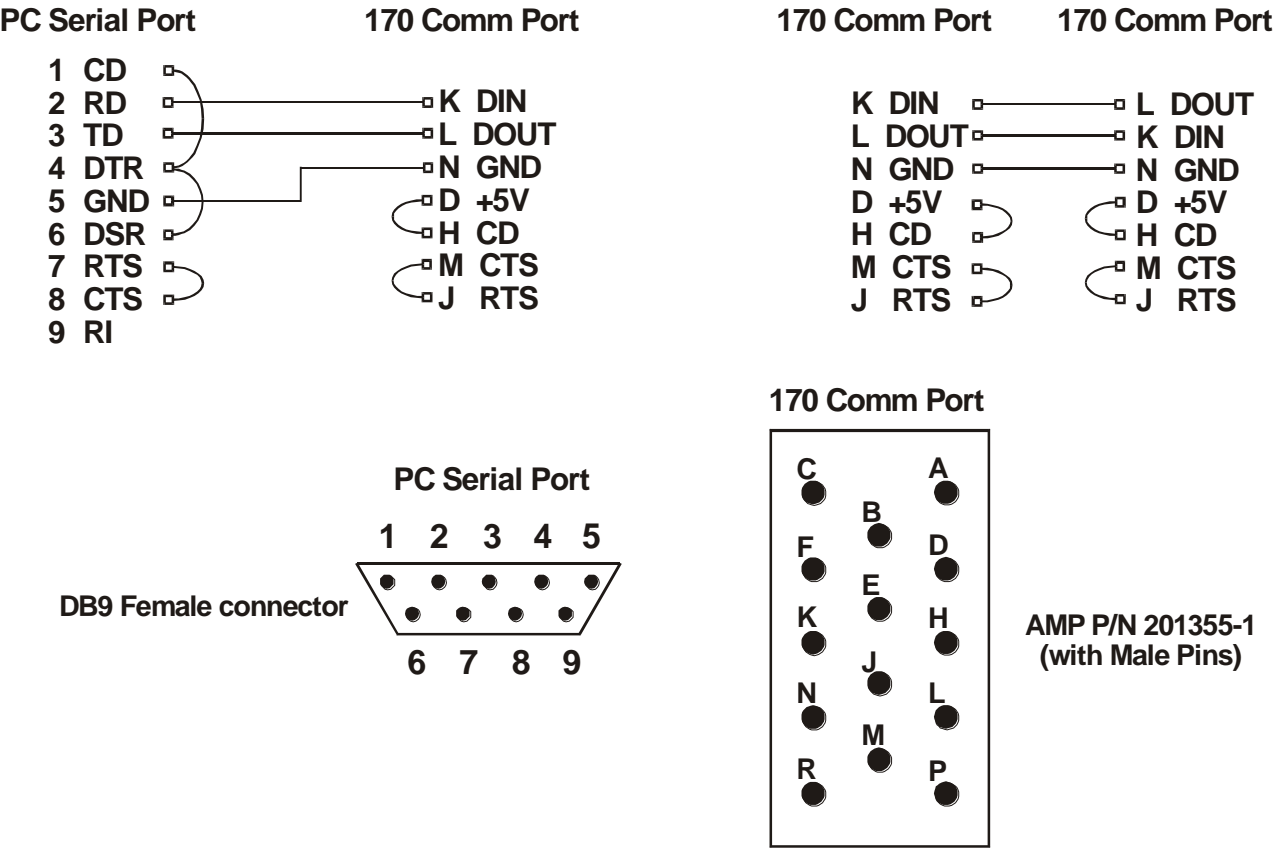 PC Serial Port
170 Comm Port
1 CD
2 RD
3 TD
4 DTR
5 GND
6 DSR
7 RTS
8 CTS
9 RI
K DIN
L DOUT
N GND
D +5V
H CD
M CTS
J RTS
170 Comm Port
170 Comm Port
K DIN
L DOUT
N GND
D +5V
H CD
M CTS
J RTS
L DOUT
K DIN
N GND
D +5V
H CD
M CTS
J RTS
PC Serial Port
1 2 3 4 5
DB9 Female connector
6 7 8 9
170 Comm Port
C A
B
F D
E
K H
J
N L
M
R P
AMP P/N 201355-1
(with Male Pins)